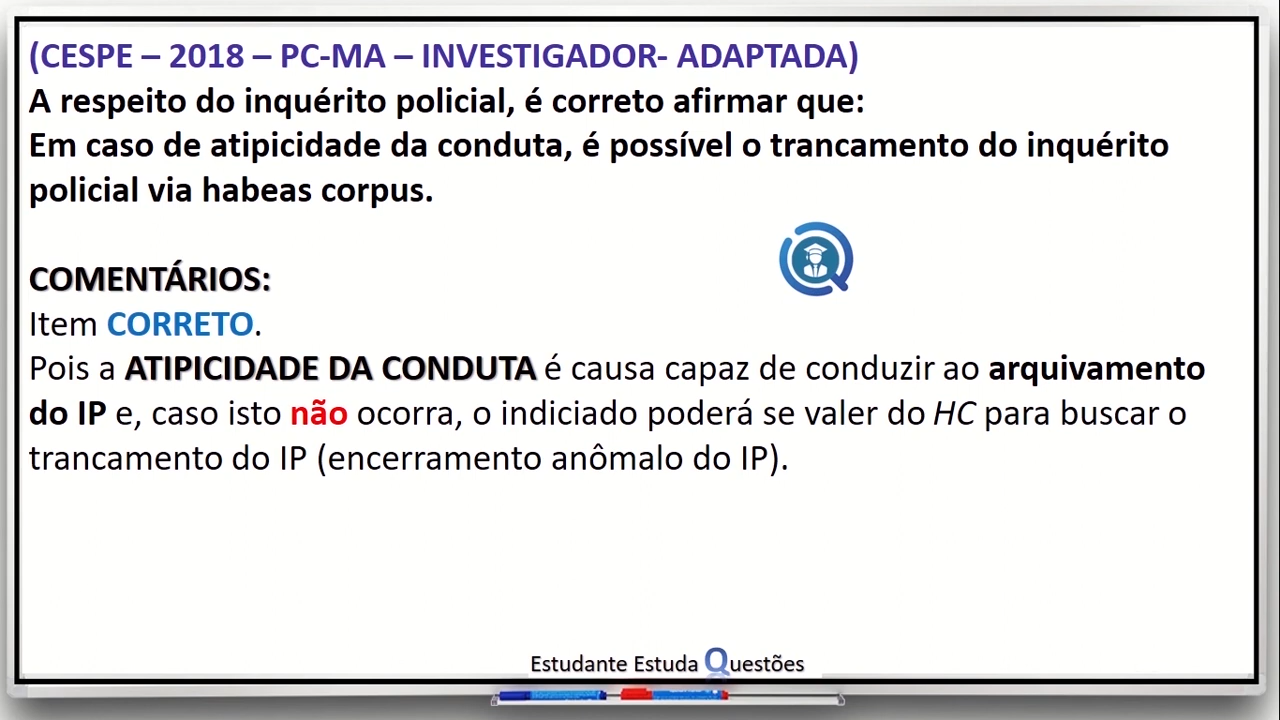 (CESPE – 2018 – PC-MA – INVESTIGADOR- ADAPTADA)
A respeito do inquérito policial, é correto afirmar que:
Em caso de atipicidade da conduta, é possível o trancamento do inquérito
policial via habeas corpus.
COMENTÁRIOS:
Item CORRETO.
Pois a ATIPICIDADE DA CONDUTA é causa capaz de conduzir ao arquivamento
do IP e, caso isto não ocorra, o indiciado poderá se valer do HC para buscar o
trancamento do IP (encerramento anômalo do IP).
Estudante Estuda Questões